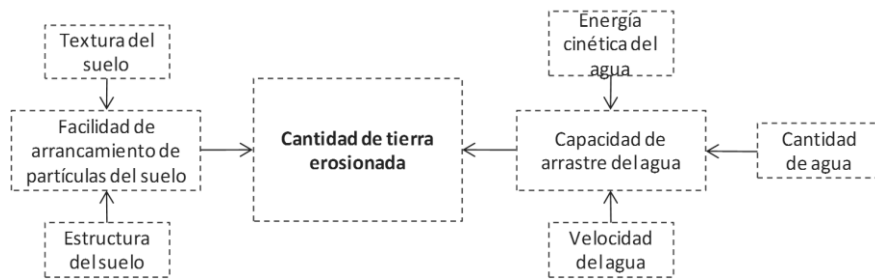 Textura del
suelo
Facilidad de
arrancamiento de
partículas del suelo
Estructura
del suelo
Cantidad de tierra
erosionada
Energía
cinética del
agua
Capacidad de
arrastre del agua
Velocidad
del agua
Cantidad
de agua